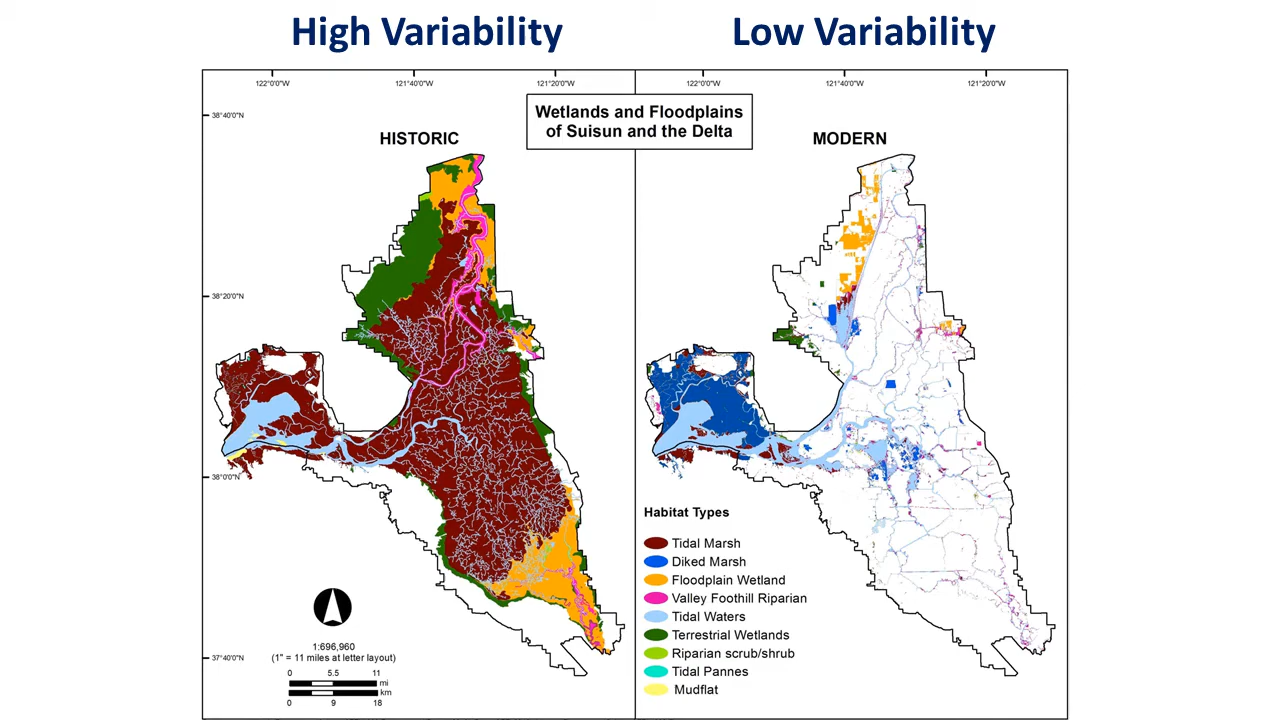 High Variability
Low Variability
122°0'0"W
121°40'0"W
121°20'0"W
122°0'0"W
121°40'0"W
121°20'0"W
Wetlands and Floodplains
of Suisun and the Delta
38°40'0"N
HISTORIC
MODERN
38°20'0"N
38°0'0"N
37°40'0"N
Habitat Types
Tidal Marsh
Diked Marsh
Floodplain Wetland
Valley Foothill Riparian
Tidal Waters
Terrestrial Wetlands
Riparian scrub/shrub
Tidal Pannes
Mudflat
1:696,960
(1" = 11 miles at letter layout)
0 5.5 11
mi
km
0 9 18